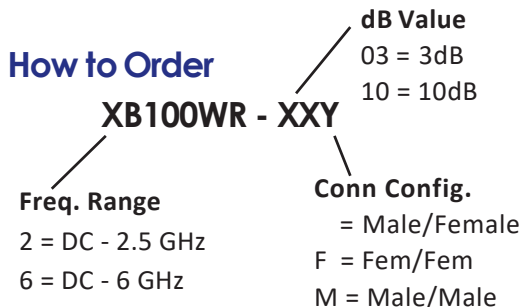 How to Order
XB100WR - XXY
dB Value
03 = 3dB
10 = 10dB
Freq. Range
2 = DC - 2.5 GHz
6 = DC - 6 GHz
Conn Config.
= Male/Female
F = Fem/Fem
M = Male/Male